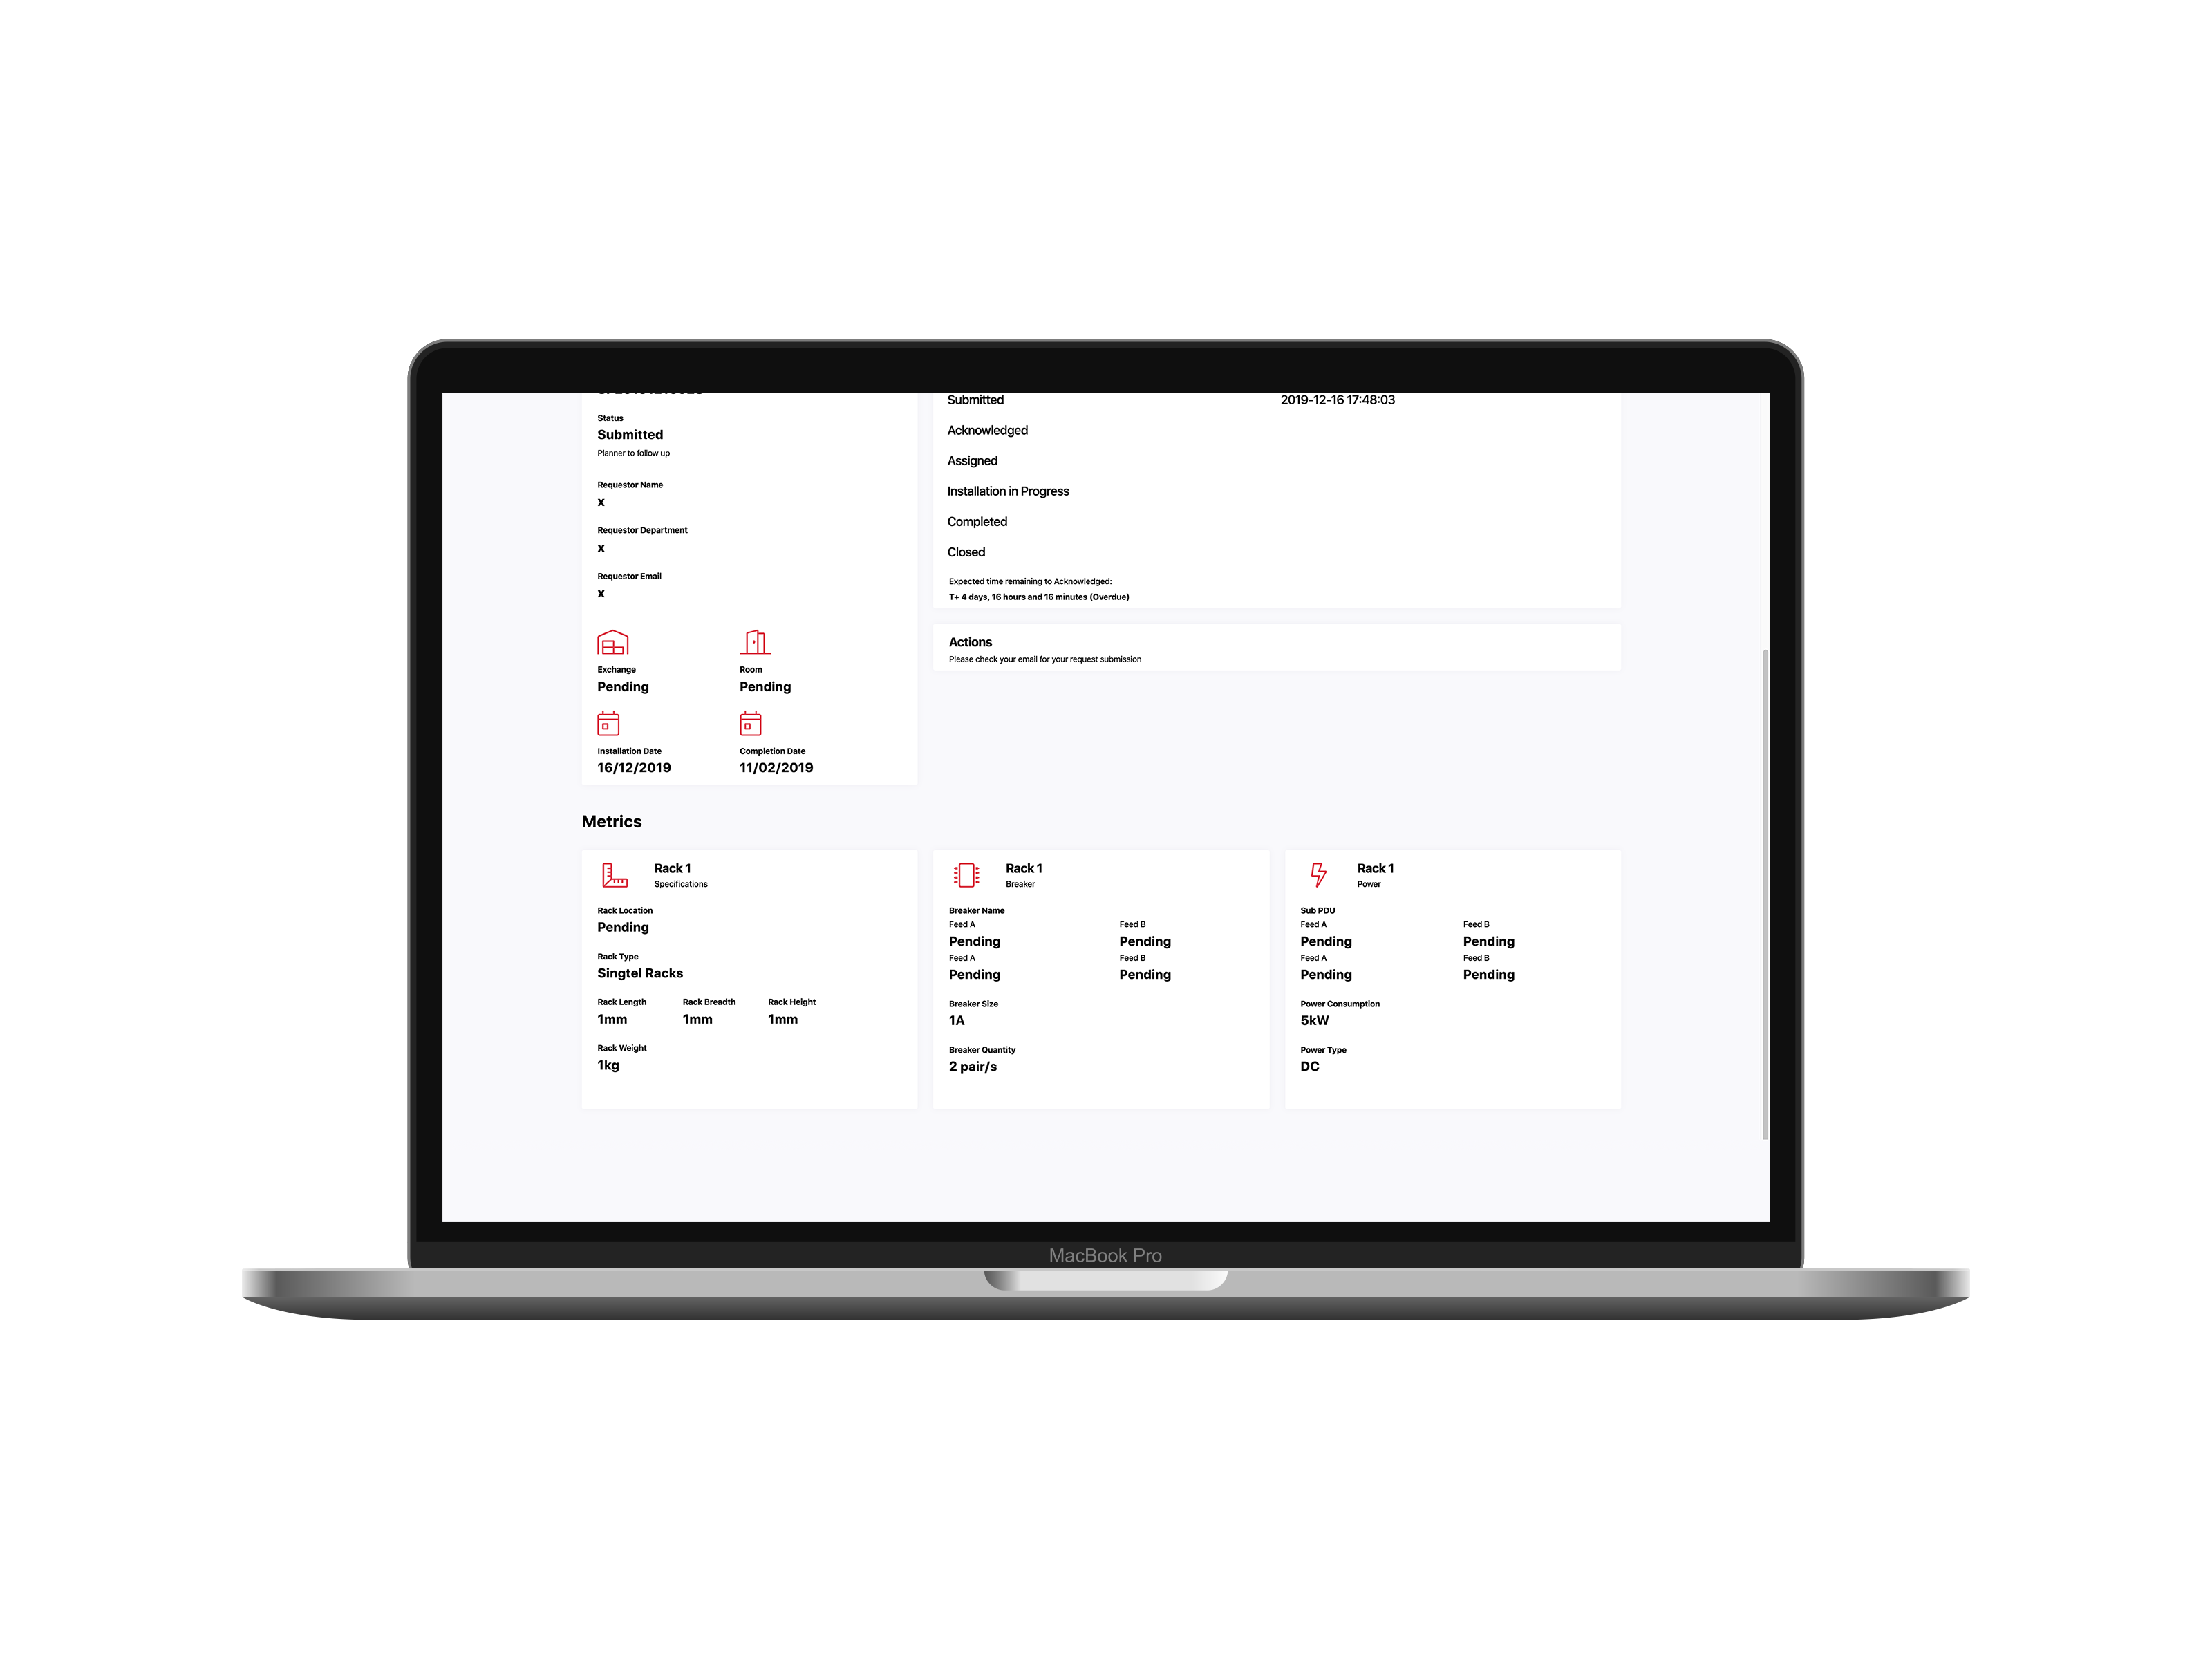 Status
Submitted
Planner to follow up
Requestor Name
x
Requestor Department
x
Requestor Email
x
Exchange
Pending
Room
Pending
Installation Date
16/12/2019
Completion Date
11/02/2019
Submitted 2019-12-16 17:48:03
Acknowledged
Assigned
Installation in Progress
Completed
Closed
Expected time remaining to Acknowledged:
T+ 4 days, 16 hours and 16 minutes (Overdue)
Actions
Please check your email for your request submission
Metrics
Rack 1
Specifications
Rack Location
Pending
Rack Type
Singtel Racks
Rack Length Rack Breadth Rack Height
1mm 1mm 1mm
Rack Weight
1kg
Rack 1
Breaker
Breaker Name
Feed A Feed B
Pending Pending
Feed A Feed B
Pending Pending
Breaker Size
1A
Breaker Quantity
2 pair/s
Rack 1
Power
Sub PDU
Feed A Feed B
Pending Pending
Feed A Feed B
Pending Pending
Power Consumption
5kW
Power Type
DC
MacBook Pro